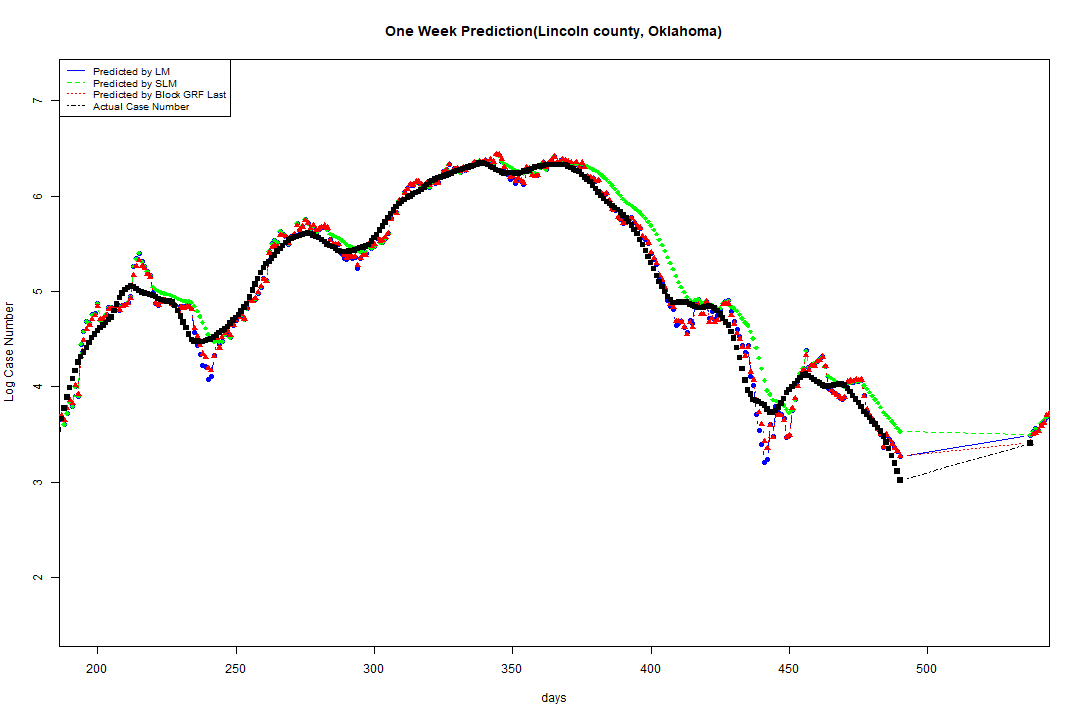 One Week Prediction(Lincoln county, Oklahoma)
Predicted by LM
Predicted by SLM
Predicted by Block GRF Last
Actual Case Number
7
6
5
4
3
2
Log Case Number
200 250 300 350 400 450 500
days